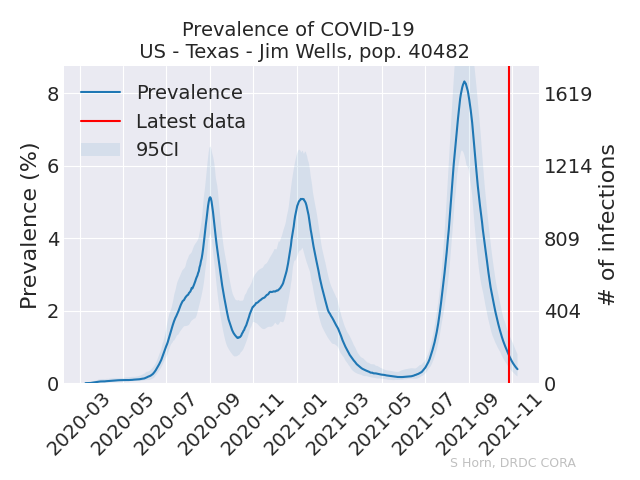 Prevalence of COVID-19
US - Texas - Jim Wells, pop. 40482
Prevalence
Latest data
95CI
Prevalence (%)
8
6
4
2
0
1619
1214
809
404
0
# of infections
2020-03
2020-05
2020-07
2020-09
2020-11
2021-01
2021-03
2021-05
2021-07
2021-09
2021-11
S Horn, DRDC CORA